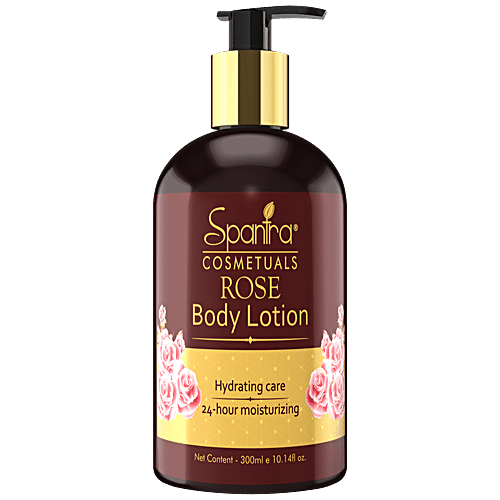 Spantra®
COSMETUALS
ROSE
Body Lotion
Hydrating care
24-hour moisturizing
Net Content - 300ml e 10.14fl oz.